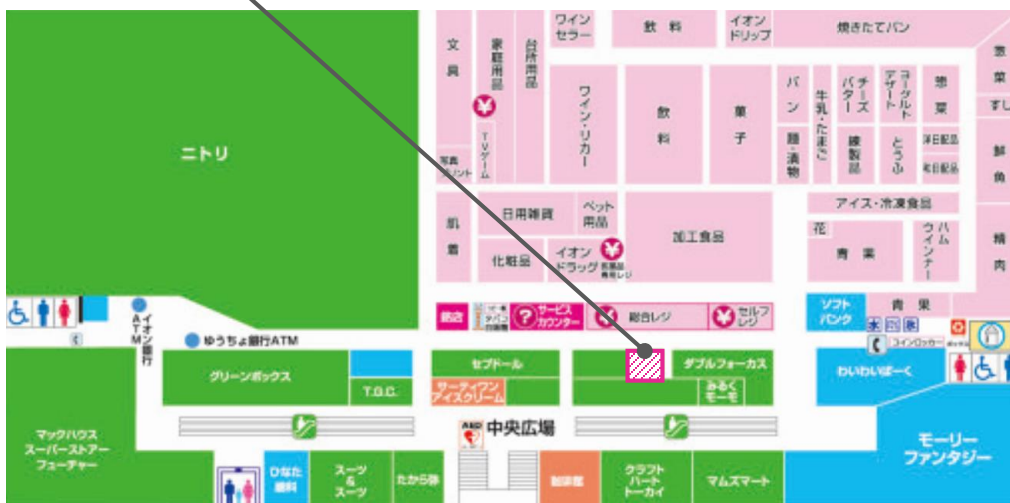 ワイン
セラー
飲料
イオン
ドリップ
焼きたてパン
惣菜
すし
文具
家庭用品
台所用品
ワイン・リカー
飲料
菓子
パン
麺・漬物
牛乳・たまご
チーズ
バター
練製品
ヨーグルト
デザート
とうふ
惣菜
洋日配品
和日配品
鮮魚
ニトリ
TVゲーム
写真
プリント
肌着
日用雑貨
ペット
用品
加工食品
アイス・冷凍食品
花
青果
ハム
ウインナー
精肉
化粧品
イオン
ドラッグ
医薬品
専用レジ
サービス
カウンター
総合レジ
セルフ
レジ
ソフト
バンク
青果
コインロッカー
イオン銀行
ATM
ゆうちょ銀行ATM
グリーンボックス
T.G.C.
セブドール
サーティワン
アイスクリーム
ダブルフォーカス
みるく
モーモ
わいわいぱーく
AED
中央広場
マックハウス
スーパーストアー
フューチャー
ひなた
眼科
スーツ
&
スーツ
たから弥
珈琲館
クラフト
ハート
トーカイ
マムズマート
モーリー
ファンタジー